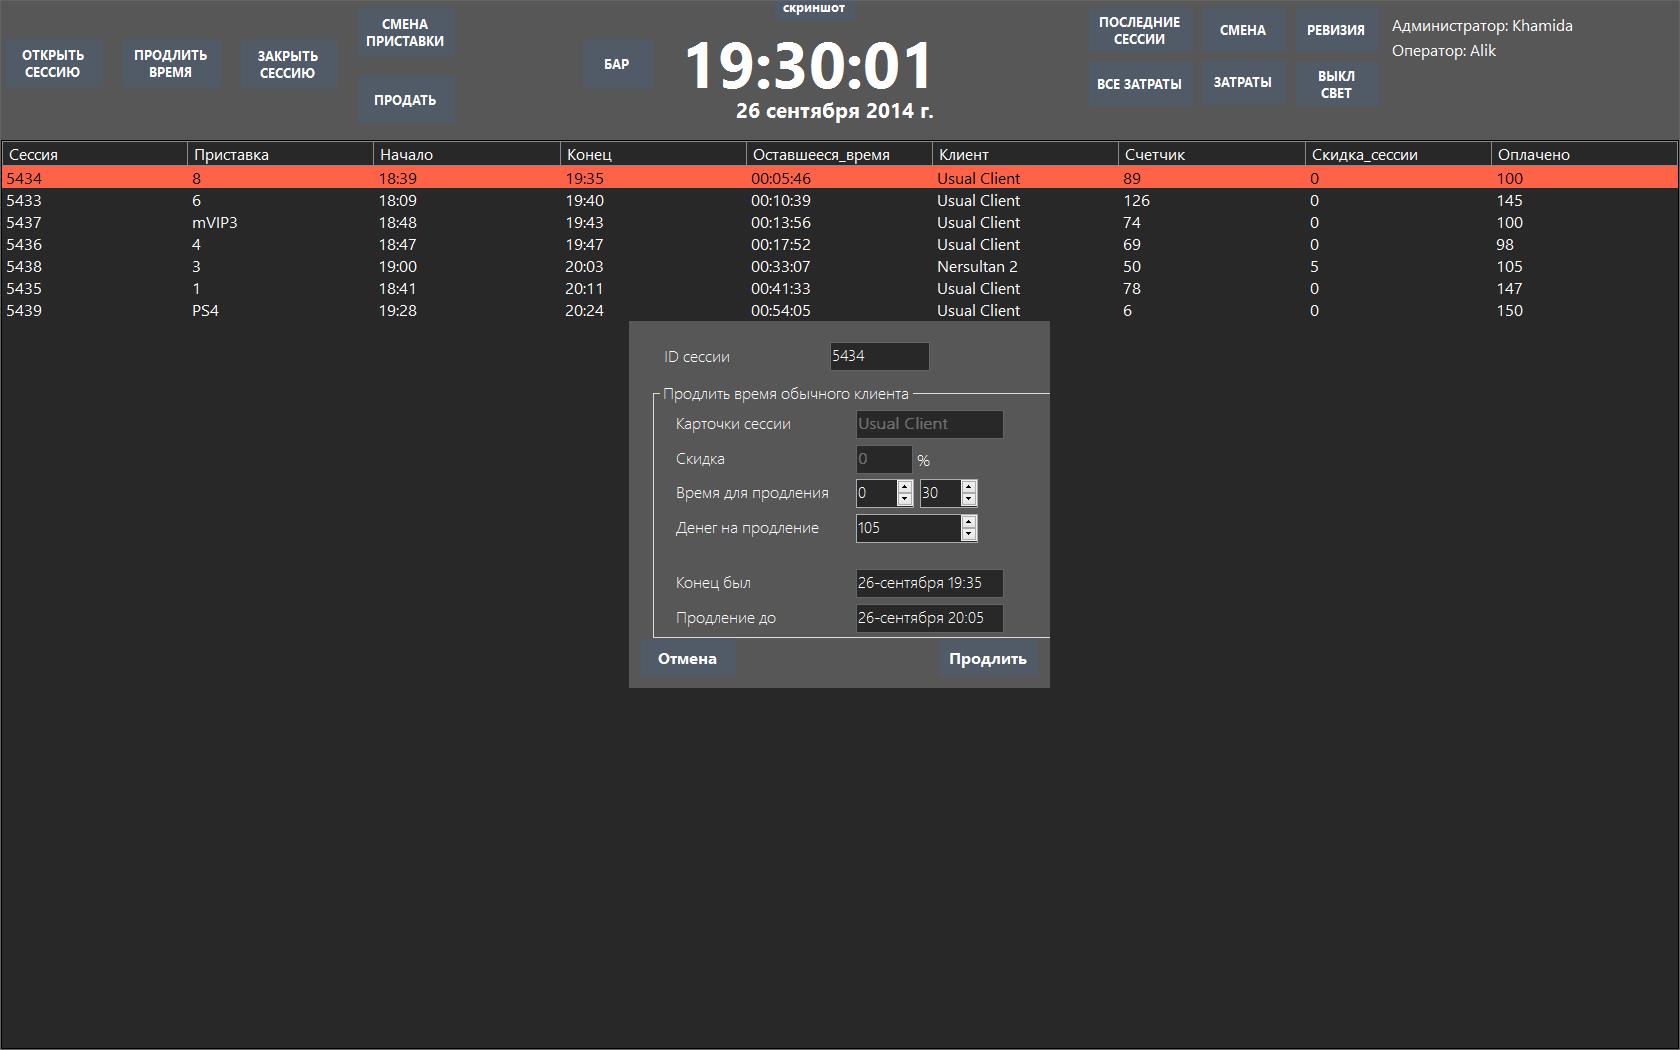 скриншот
ОТКРЫТЬ
СЕССИЮ
ПРОДЛИТЬ
ВРЕМЯ
ЗАКРЫТЬ
СЕССИЮ
СМЕНА
ПРИСТАВКИ
ПРОДАТЬ
БАР
19:30:01
26 сентября 2014 г.
ПОСЛЕДНИЕ
СЕССИИ
СМЕНА
РЕВИЗИЯ
ВСЕ ЗАТРАТЫ
ЗАТРАТЫ
ВЫКЛ
СВЕТ
Администратор: Khamida
Оператор: Alik
Сессия Приставка Начало Конец Оставшееся_время Клиент Счетчик Скидка_сессии Оплачено
5434 8 18:39 19:35 00:05:46 Usual Client 89 0 100
5433 6 18:09 19:40 00:10:39 Usual Client 126 0 145
5437 mVIP3 18:48 19:43 00:13:56 Usual Client 74 0 100
5436 4 18:47 19:47 00:17:52 Usual Client 69 0 98
5438 3 19:00 20:03 00:33:07 Nersultan 2 50 5 105
5435 1 18:41 20:11 00:41:33 Usual Client 78 0 147
5439 PS4 19:28 20:24 00:54:05 Usual Client 6 0 150
ID сессии 5434
Продлить время обычного клиента
Карточки сессии Usual Client
Скидка 0 %
Время для продления 0 30
Денег на продление 105
Конец был 26-сентября 19:35
Продление до 26-сентября 20:05
Отмена Продлить